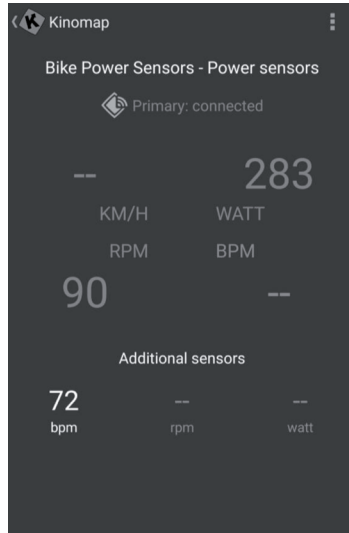 Kinomap
Bike Power Sensors - Power sensors
Primary: connected
-- 283
KM/H WATT
RPM BPM
90 --
Additional sensors
72 -- --
bpm rpm watt